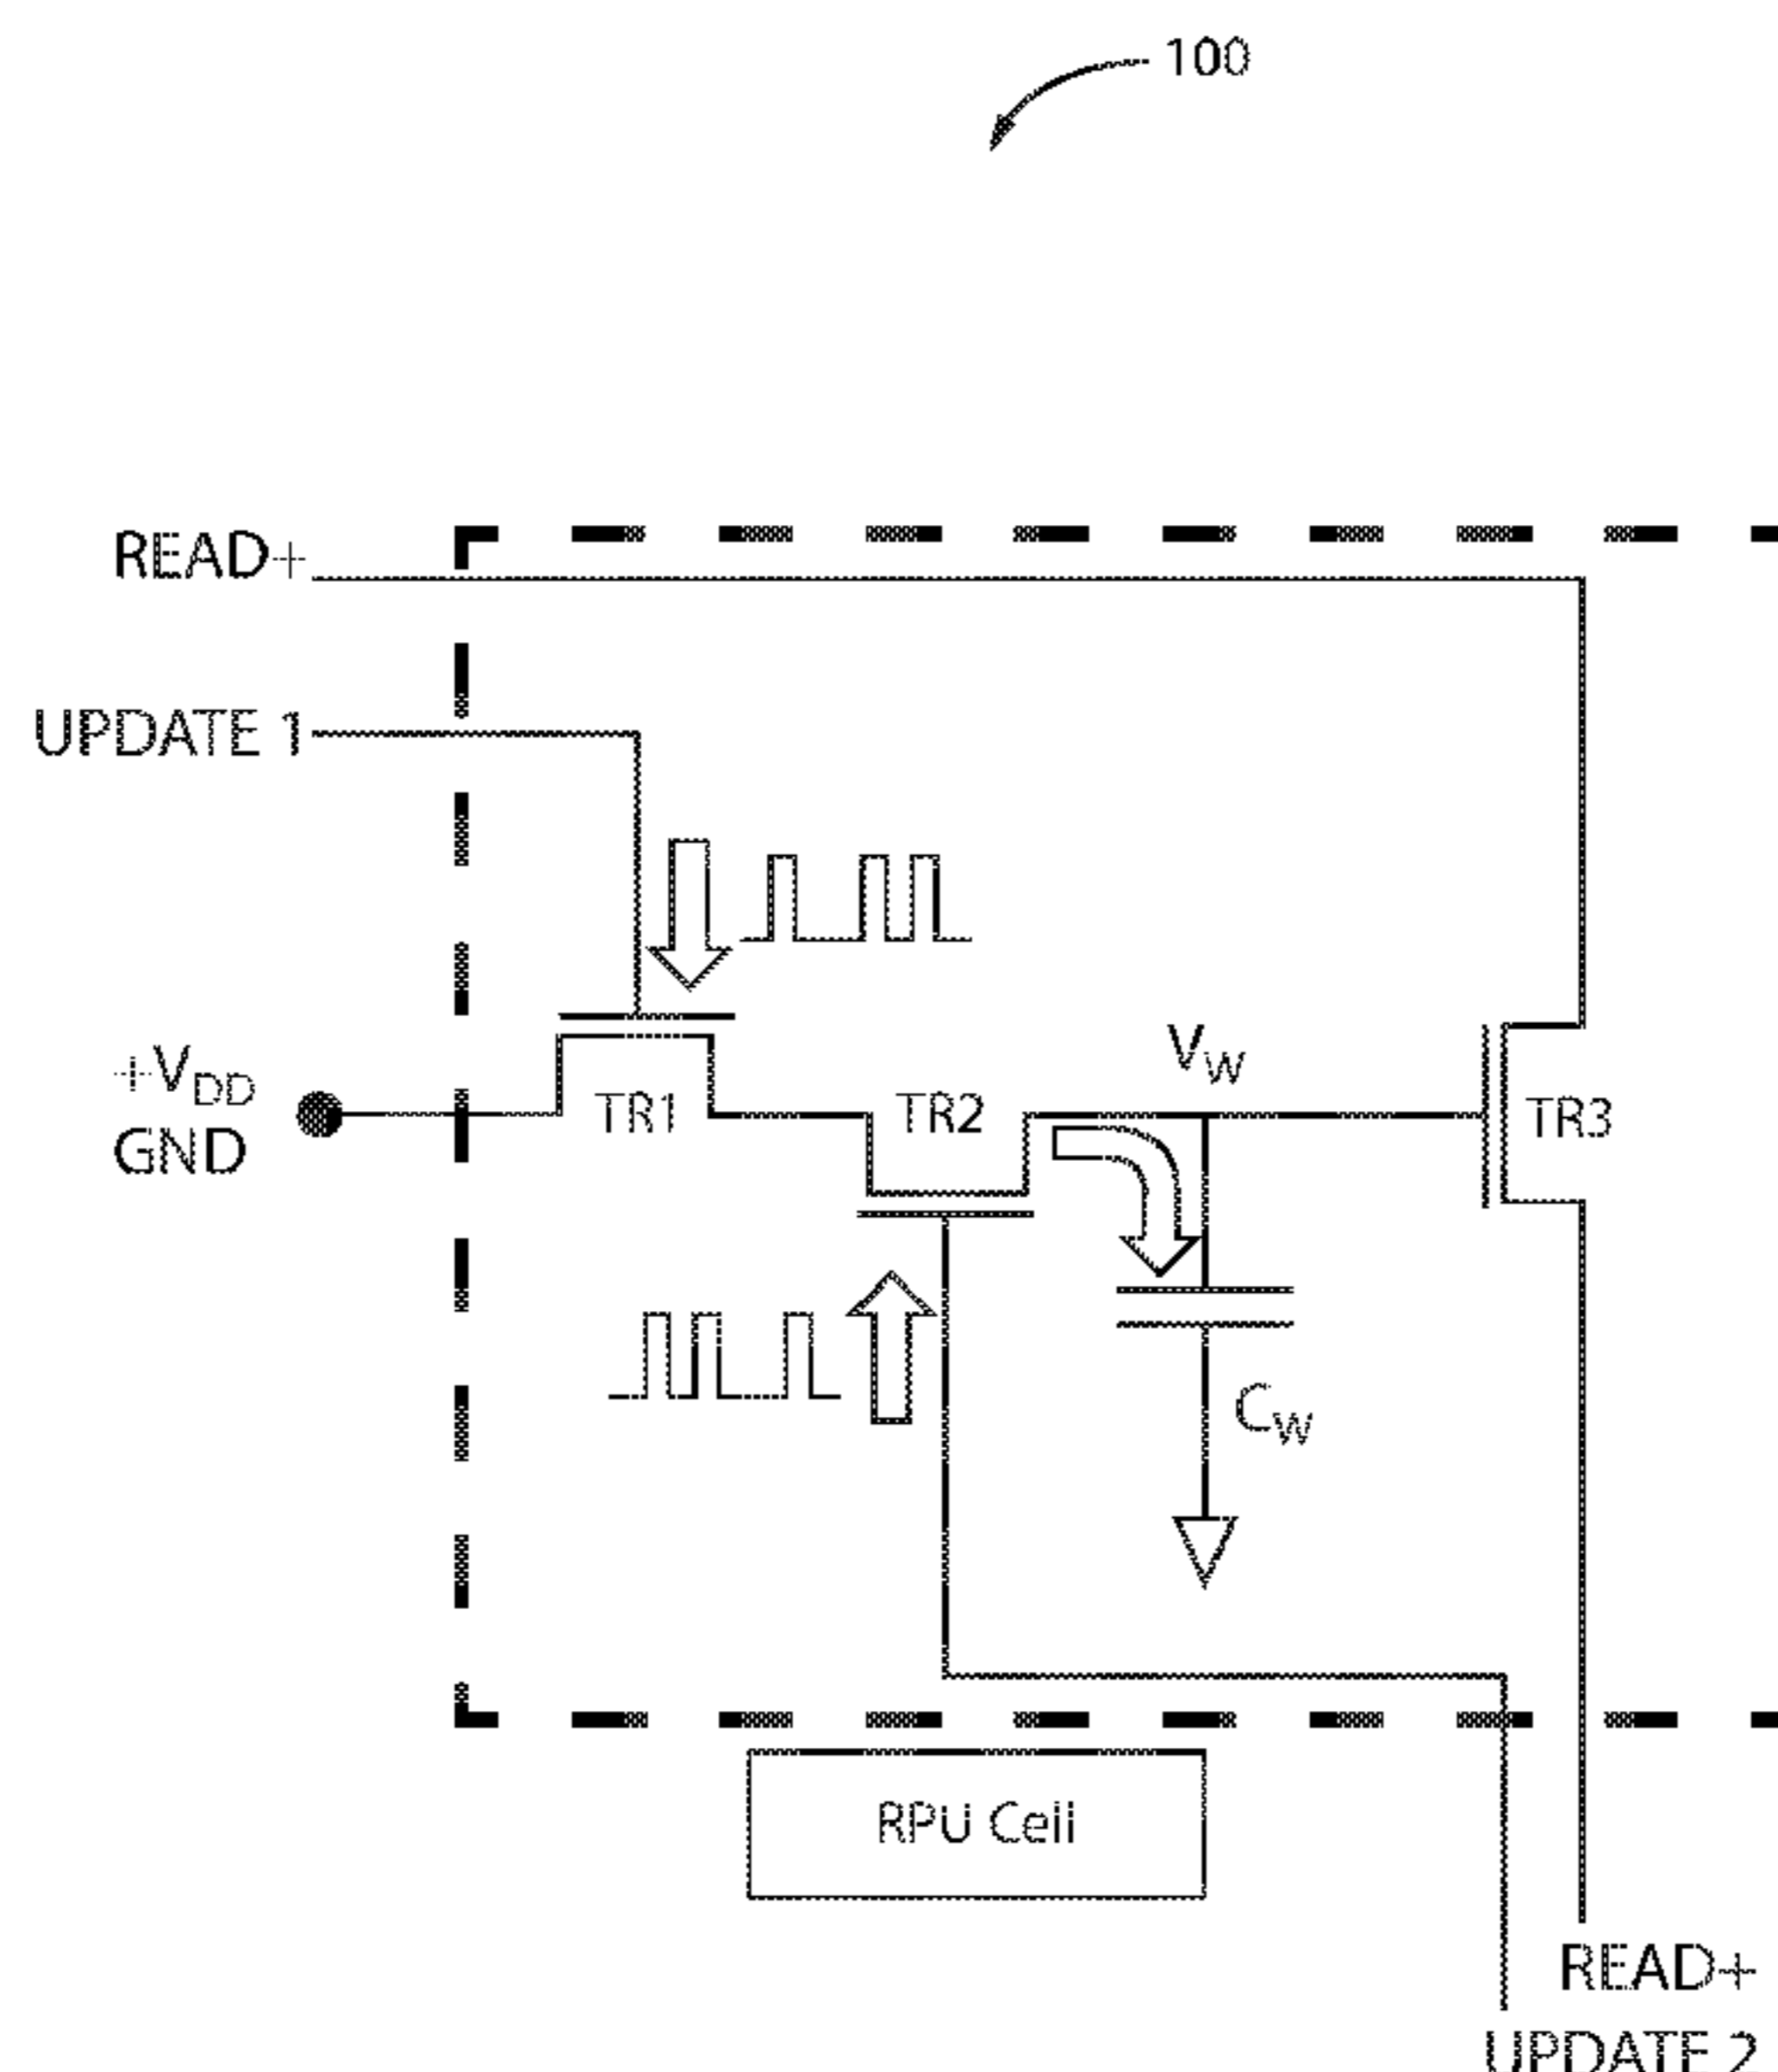 100
READ+
UPDATE 1
+VDD
GND
TR1
TR2
VW
TR3
CW
RPU Cell
READ+
UPDATE 2